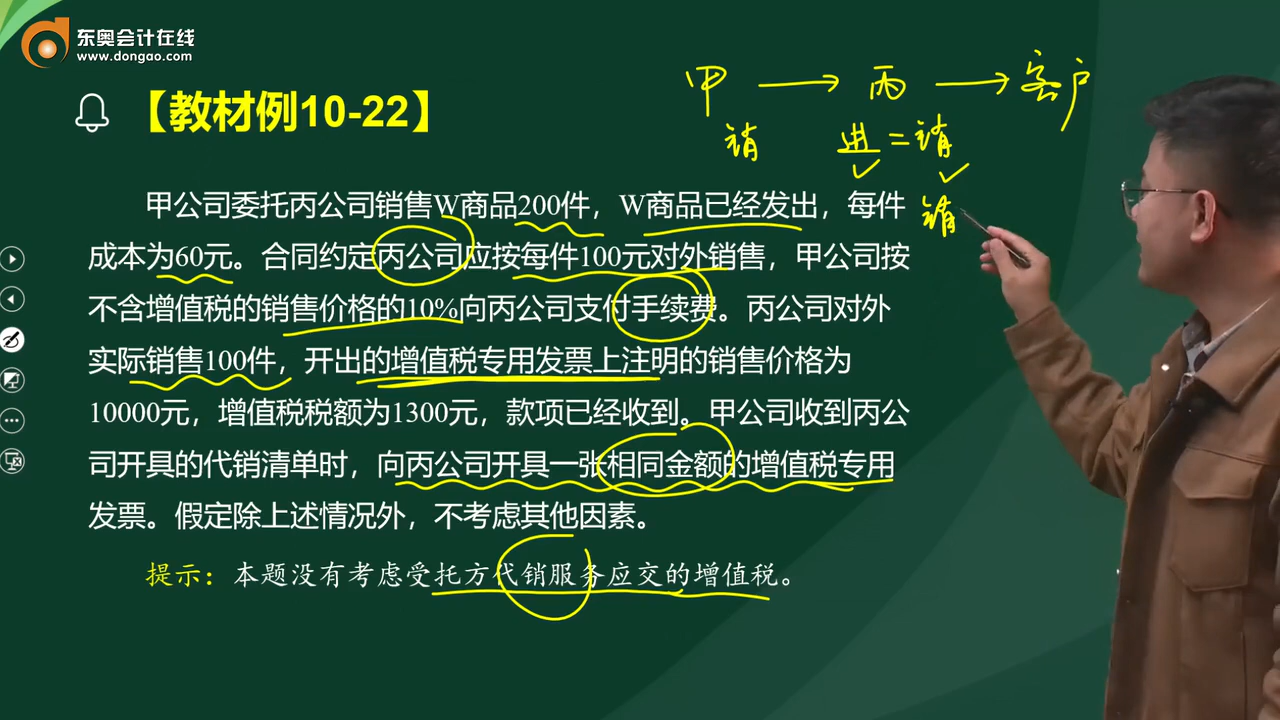 东奥会计在线
www.dongao.com
甲 → 丙 → 客户
【教材例10-22】
销 进=销
销
甲公司委托丙公司销售W商品200件，W商品已经发出，每件
成本为60元。合同约定丙公司应按每件100元对外销售，甲公司按
不含增值税的销售价格的10%向丙公司支付手续费。丙公司对外
实际销售100件，开出的增值税专用发票上注明的销售价格为
10000元，增值税税额为1300元，款项已经收到。甲公司收到丙公
司开具的代销清单时，向丙公司开具一张相同金额的增值税专用
发票。假定除上述情况外，不考虑其他因素。
提示：本题没有考虑受托方代销服务应交的增值税。